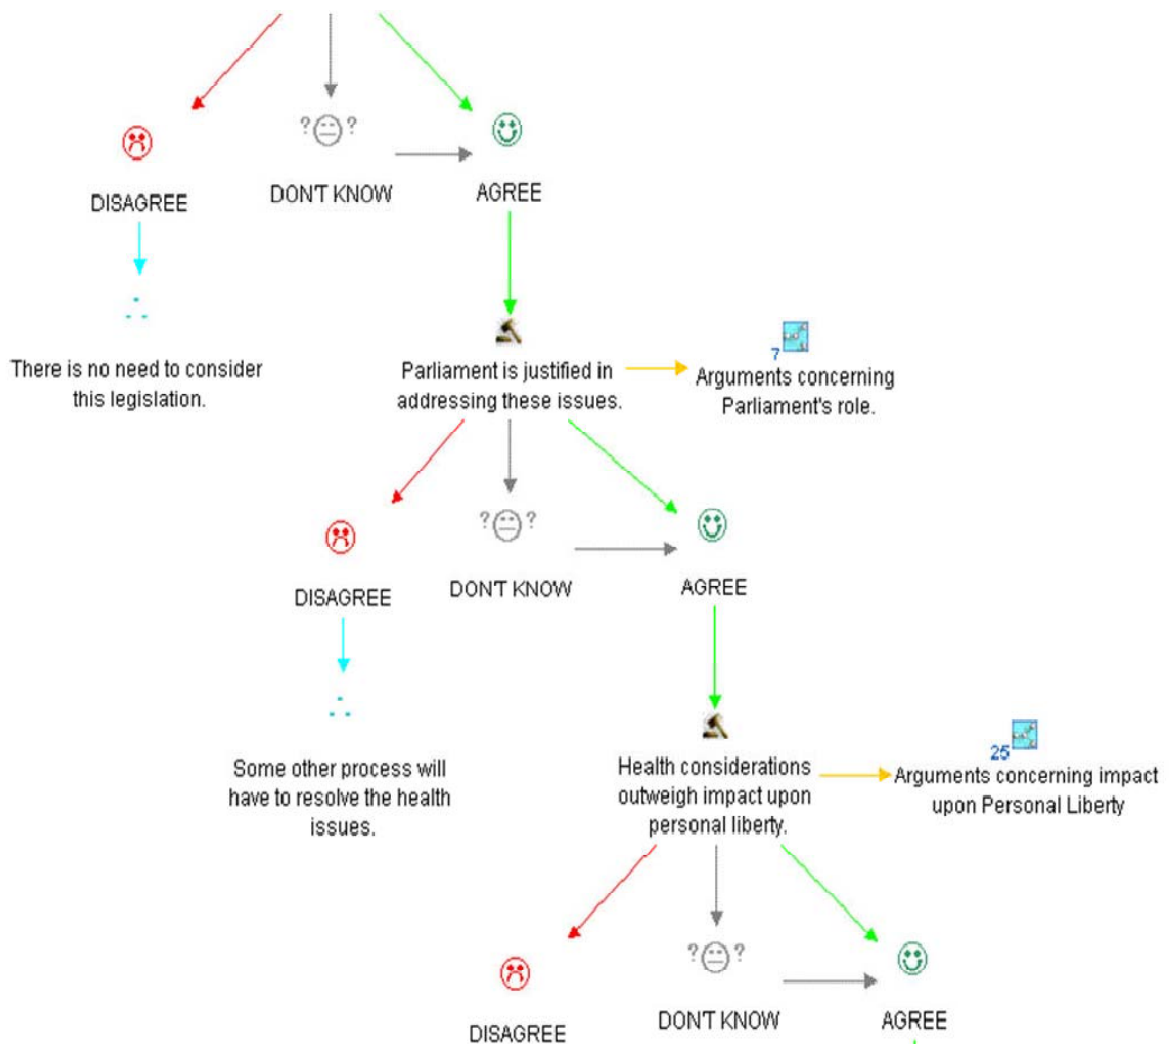 ? ?
DISAGREE
DON'T KNOW
AGREE
There is no need to consider
this legislation.
Parliament is justified in
addressing these issues.
7
Arguments concerning
Parliament's role.
? ?
DISAGREE
DON'T KNOW
AGREE
Some other process will
have to resolve the health
issues.
Health considerations
outweigh impact upon
personal liberty.
25
Arguments concerning impact
upon Personal Liberty
? ?
DISAGREE
DON'T KNOW
AGREE